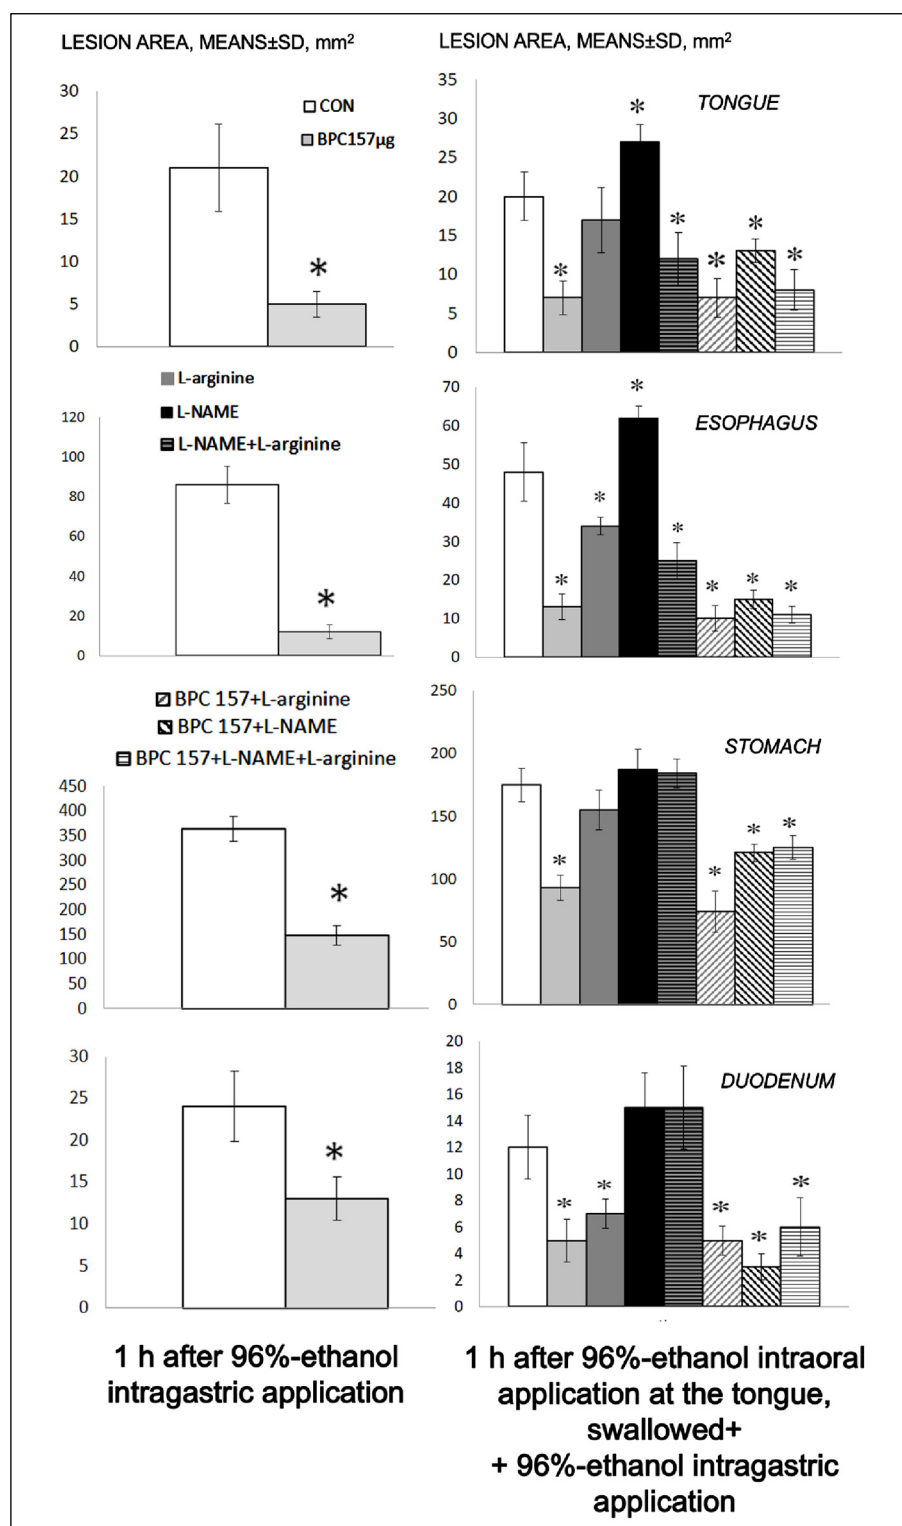 LESION AREA, MEANS±SD, mm²
30
25
20
15
10
5
0
CON
BPC157µg
*
LESION AREA, MEANS±SD, mm²
35
30
25
20
15
10
5
0
TONGUE
* * * * * *
L-arginine
L-NAME
L-NAME+L-arginine
120
100
80
60
40
20
0
*
70
60
50
40
30
20
10
0
ESOPHAGUS
* * * * * * *
BPC 157+L-arginine
BPC 157+L-NAME
BPC 157+L-NAME+L-arginine
450
400
350
300
250
200
150
100
50
0
*
250
200
150
100
50
0
STOMACH
* * * *
30
25
20
15
10
5
0
*
20
18
16
14
12
10
8
6
4
2
0
DUODENUM
* * * * *
1 h after 96%-ethanol
intragastric application
1 h after 96%-ethanol intraoral
application at the tongue,
swallowed+
+ 96%-ethanol intragastric
application